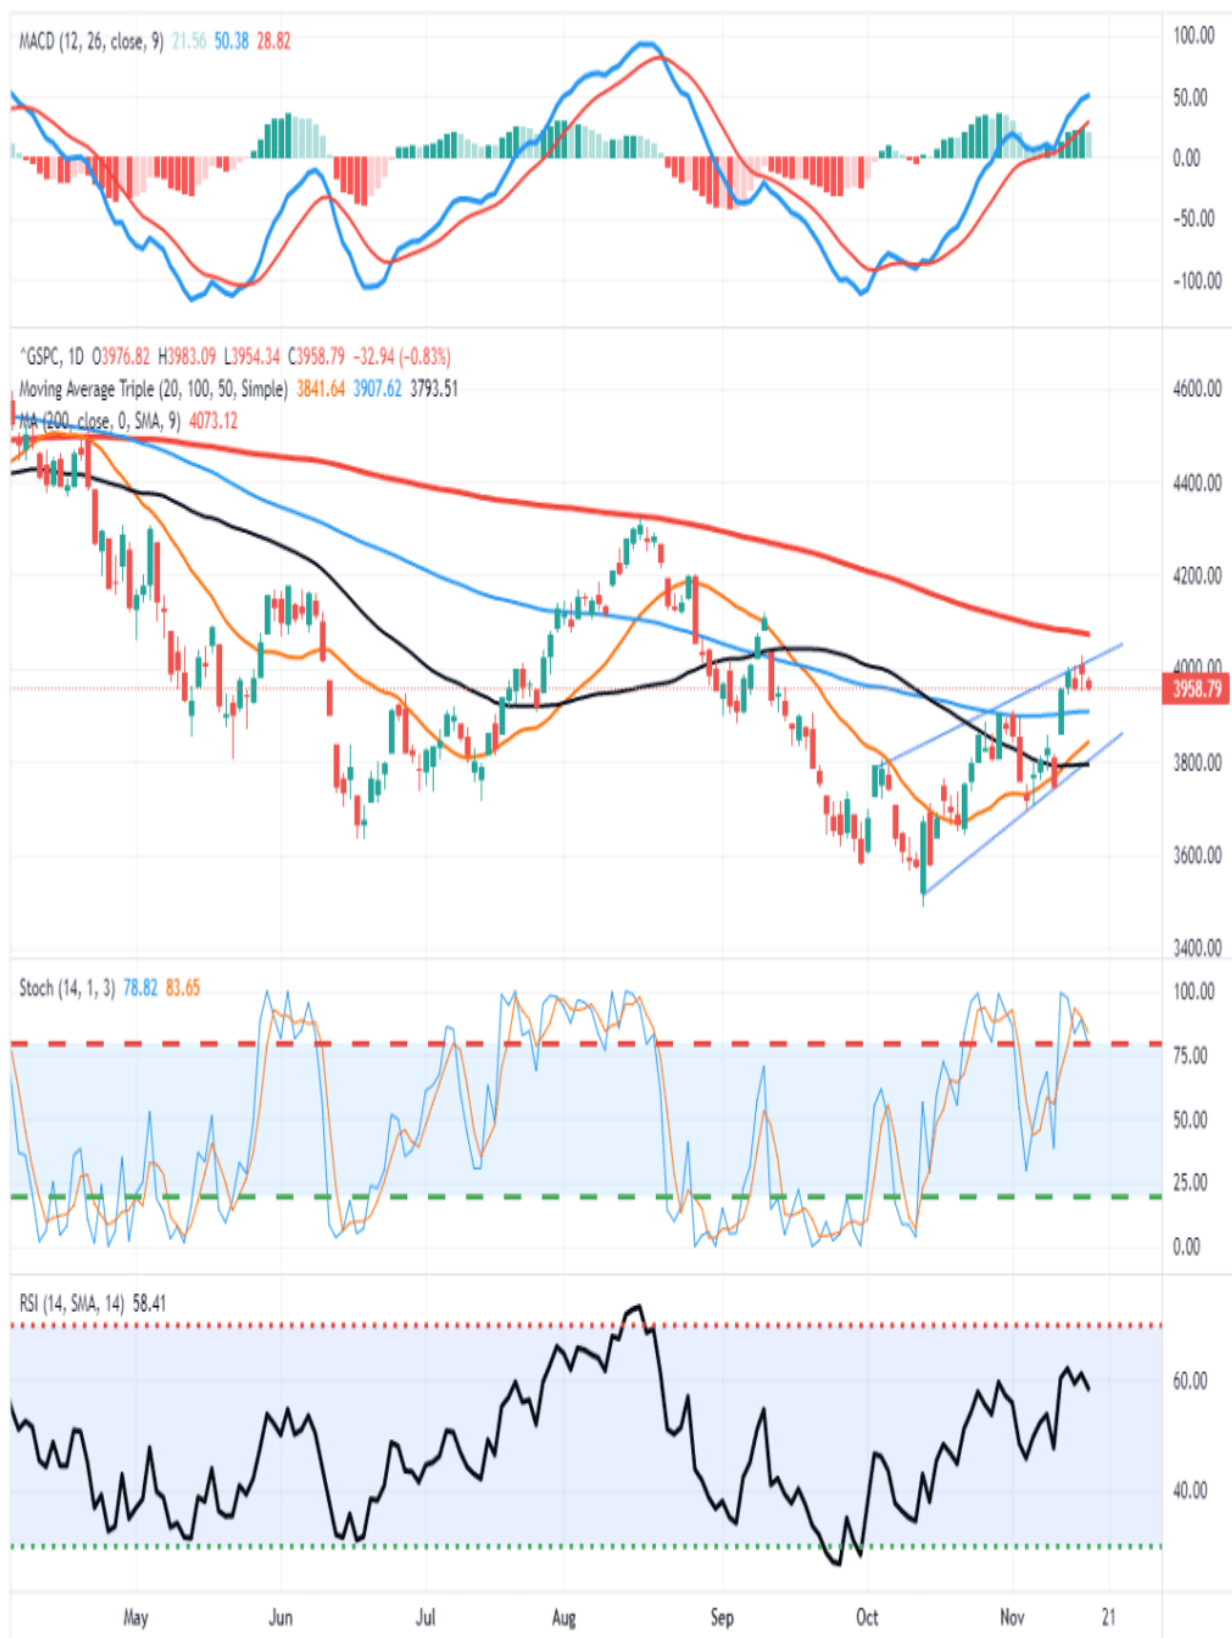 MACD (12, 26, close, 9) 21.56 50.38 28.82
100.00
50.00
0.00
−50.00
−100.00
^GSPC, 1D O3976.82 H3983.09 L3954.34 C3958.79 −32.94 (−0.83%)
Moving Average Triple (20, 100, 50, Simple) 3841.64 3907.62 3793.51
MA (200, close, 0, SMA, 9) 4073.12
4600.00
4400.00
4200.00
4000.00
3958.79
3800.00
3600.00
3400.00
Stoch (14, 1, 3) 78.82 83.65
100.00
75.00
50.00
25.00
0.00
RSI (14, SMA, 14) 58.41
60.00
40.00
May Jun Jul Aug Sep Oct Nov 21